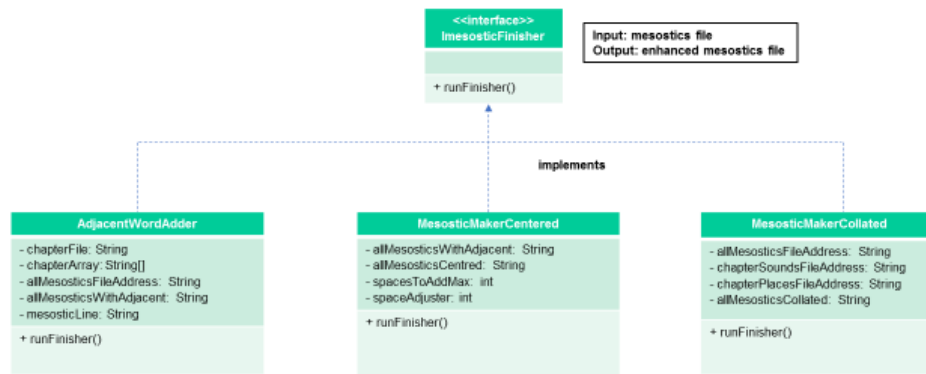 <<interface>>
ImesosticFinisher
+ runFinisher()
Input: mesostics file
Output: enhanced mesostics file
implements
AdjacentWordAdder
- chapterFile: String
- chapterArray: String[]
- allMesosticsFileAddress: String
- allMesosticsWithAdjacent: String
- mesosticLine: String
+ runFinisher()
MesosticMakerCentered
- allMesosticsWithAdjacent: String
- allMesosticsCentred: String
- spacesToAddMax: int
- spaceAdjuster: int
+ runFinisher()
MesosticMakerCollated
- allMesosticsFileAddress: String
- chapterSoundsFileAddress: String
- chapterPlacesFileAddress: String
- allMesosticsCollated: String
+ runFinisher()